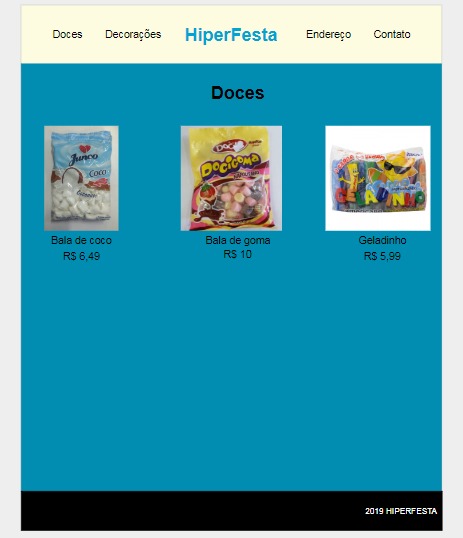 Doces Decorações HiperFesta Endereço Contato
Doces
Junco
Coco
Doci
DOCIGOMA
GELADINHO
Bala de coco Bala de goma Geladinho
R$ 6,49 R$ 10 R$ 5,99
2019 HIPERFESTA